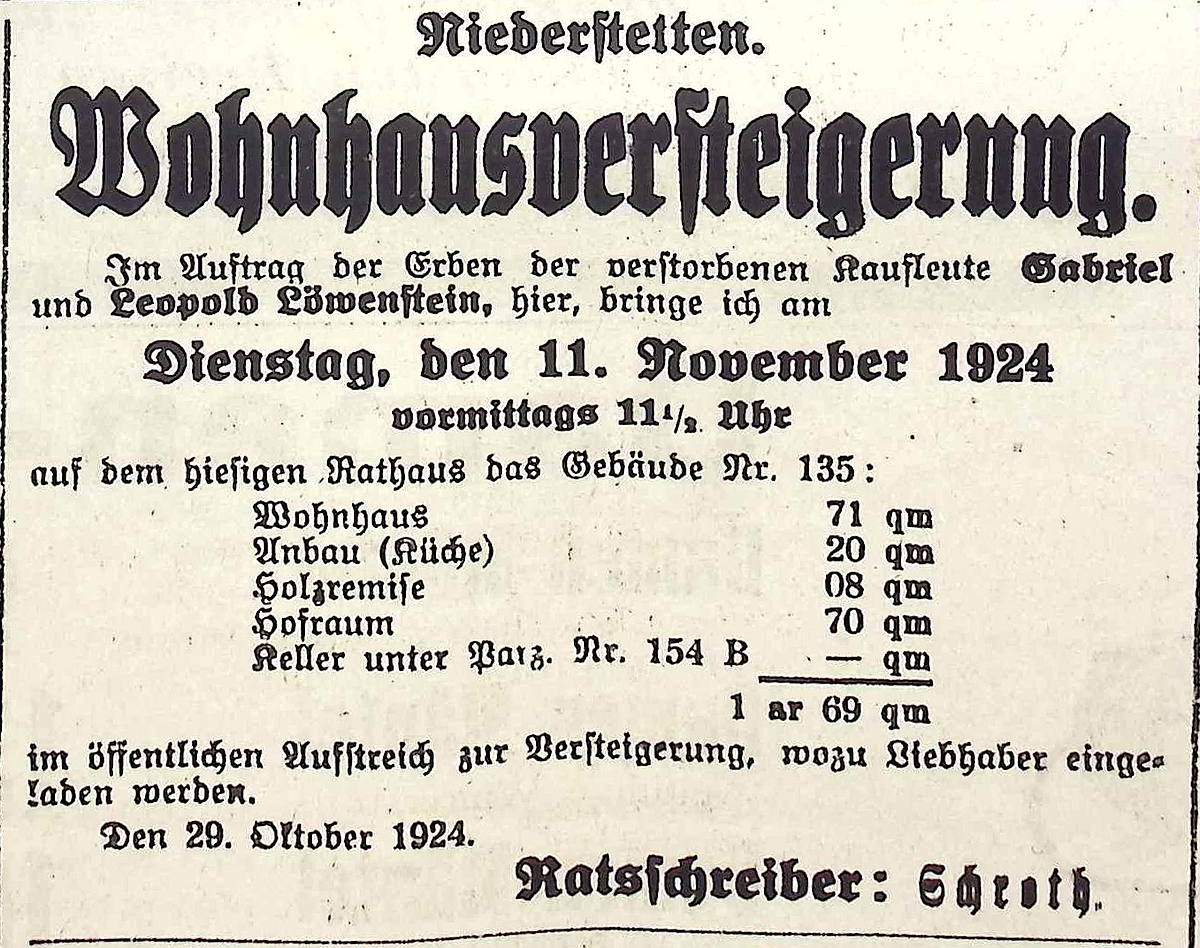 Niederstetten.
Wohnhausversteigerung.
Im Auftrag der Erben der verstorbenen Kaufleute Gabriel
und Leopold Löwenstein, hier, bringe ich am
Dienstag, den 11. November 1924
vormittags 11½ Uhr
auf dem hiesigen Rathaus das Gebäude Nr. 135:
Wohnhaus 71 qm
Anbau (Küche) 20 qm
Holzremise 08 qm
Hofraum 70 qm
Keller unter Parz. Nr. 154 B — qm
1 ar 69 qm
im öffentlichen Aufstreich zur Versteigerung, wozu Liebhaber einge-
laden werden.
Den 29. Oktober 1924.
Ratsschreiber: Schroth.